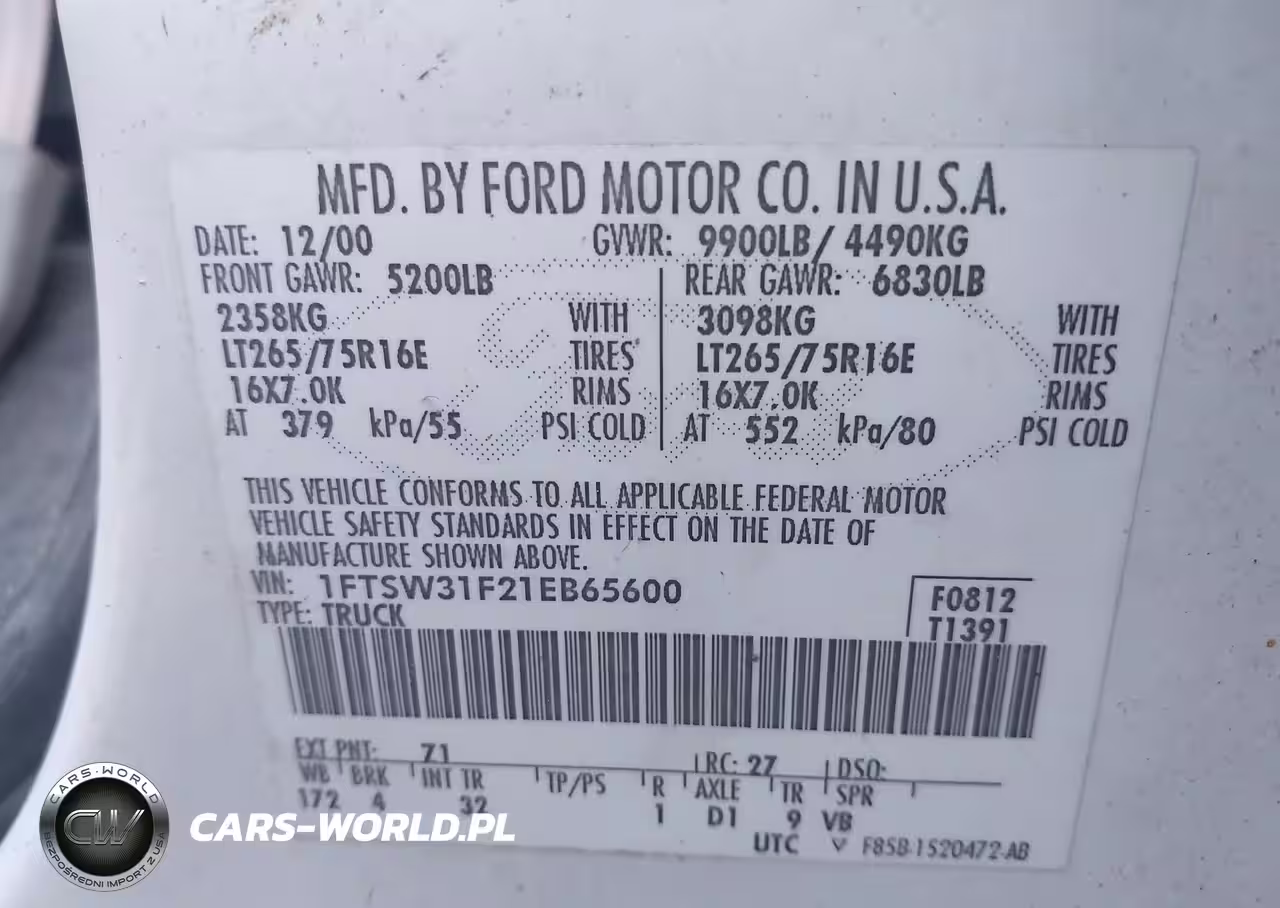 MFD. BY FORD MOTOR CO. IN U.S.A.
DATE: 12/00 GVWR: 9900LB/ 4490KG
FRONT GAWR: 5200LB REAR GAWR: 6830LB
2358KG WITH 3098KG WITH
LT265/75R16E TIRES LT265/75R16E TIRES
16X7.0K RIMS 16X7.0K RIMS
AT 379 kPa/55 PSI COLD AT 552 kPa/80 PSI COLD
THIS VEHICLE CONFORMS TO ALL APPLICABLE FEDERAL MOTOR
VEHICLE SAFETY STANDARDS IN EFFECT ON THE DATE OF
MANUFACTURE SHOWN ABOVE.
VIN: 1FTSW31F21EB65600
TYPE: TRUCK
F0812
T1391
EXT PNT: Z1 RC: 27 DSO:
WB BRK INT TR TP/PS R AXLE TR SPR
172 4 32 1 D1 9 VB
UTC V F85B-1520472-AB
CARS-WORLD
CW
BEZPOŚREDNI IMPORT Z USA
CARS-WORLD.PL